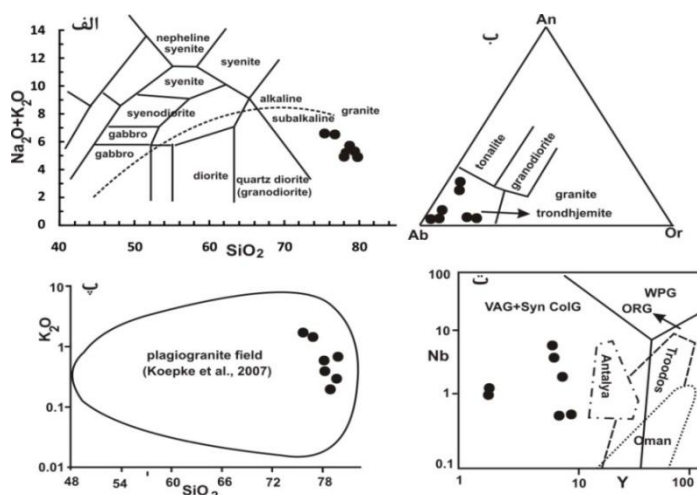 الف
Na₂O+K₂O
16
14
12
10
8
6
4
2
0
nepheline
syenite
syenite
syenite
syenodiorite
alkaline
subalkaline
granite
gabbro
gabbro
diorite
quartz diorite
(granodiorite)
40 50 60 70 80
SiO₂
ب
An
tonalite
granodiorite
granite
trondhjemite
Ab
Or
پ
K₂O
10
1
0.1
0.01
plagiogranite field
(Koepke et al., 2007)
48 54 60 66 72 78
SiO₂
ت
Nb
100
10
1
0.1
VAG+Syn ColG
WPG
ORG
Antalya
Troodos
Oman
1 10 Y 100